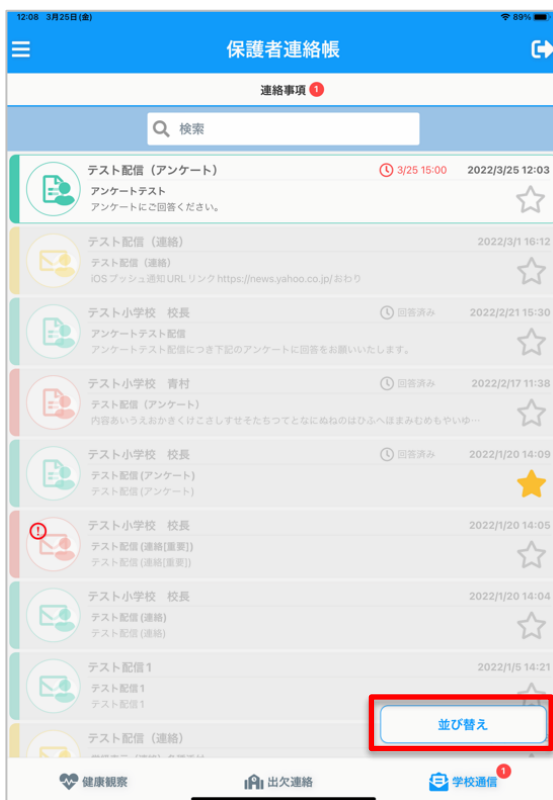 12:08 3月25日(金)
89%
保護者連絡帳
連絡事項 1
検索
テスト配信（アンケート） 3/25 15:00 2022/3/25 12:03
アンケートテスト
アンケートにご回答ください。
テスト配信（連絡） 2022/3/1 16:12
テスト配信（連絡）
iOSプッシュ通知URLリンクhttps://news.yahoo.co.jp/おわり
テスト小学校　校長 回答済み 2022/2/21 15:30
アンケートテスト配信
アンケートテスト配信につき下記のアンケートに回答をお願いいたします。
テスト小学校　青村 回答済み 2022/2/17 11:38
テスト配信（アンケート）
内容あいうえおかきくけこさしすせそたちつてとなにぬねのはひふへほまみむめもやいゆ…
テスト小学校　校長 回答済み 2022/1/20 14:09
テスト配信(アンケート)
テスト配信(アンケート)
テスト小学校　校長 2022/1/20 14:05
テスト配信(連絡[重要])
テスト配信(連絡[重要])
テスト小学校　校長 2022/1/20 14:04
テスト配信(連絡)
テスト配信(連絡)
テスト配信1 2022/1/5 14:21
テスト配信1
テスト配信1
並び替え
テスト配信（連絡）
健康観察 出欠連絡 学校通信 1